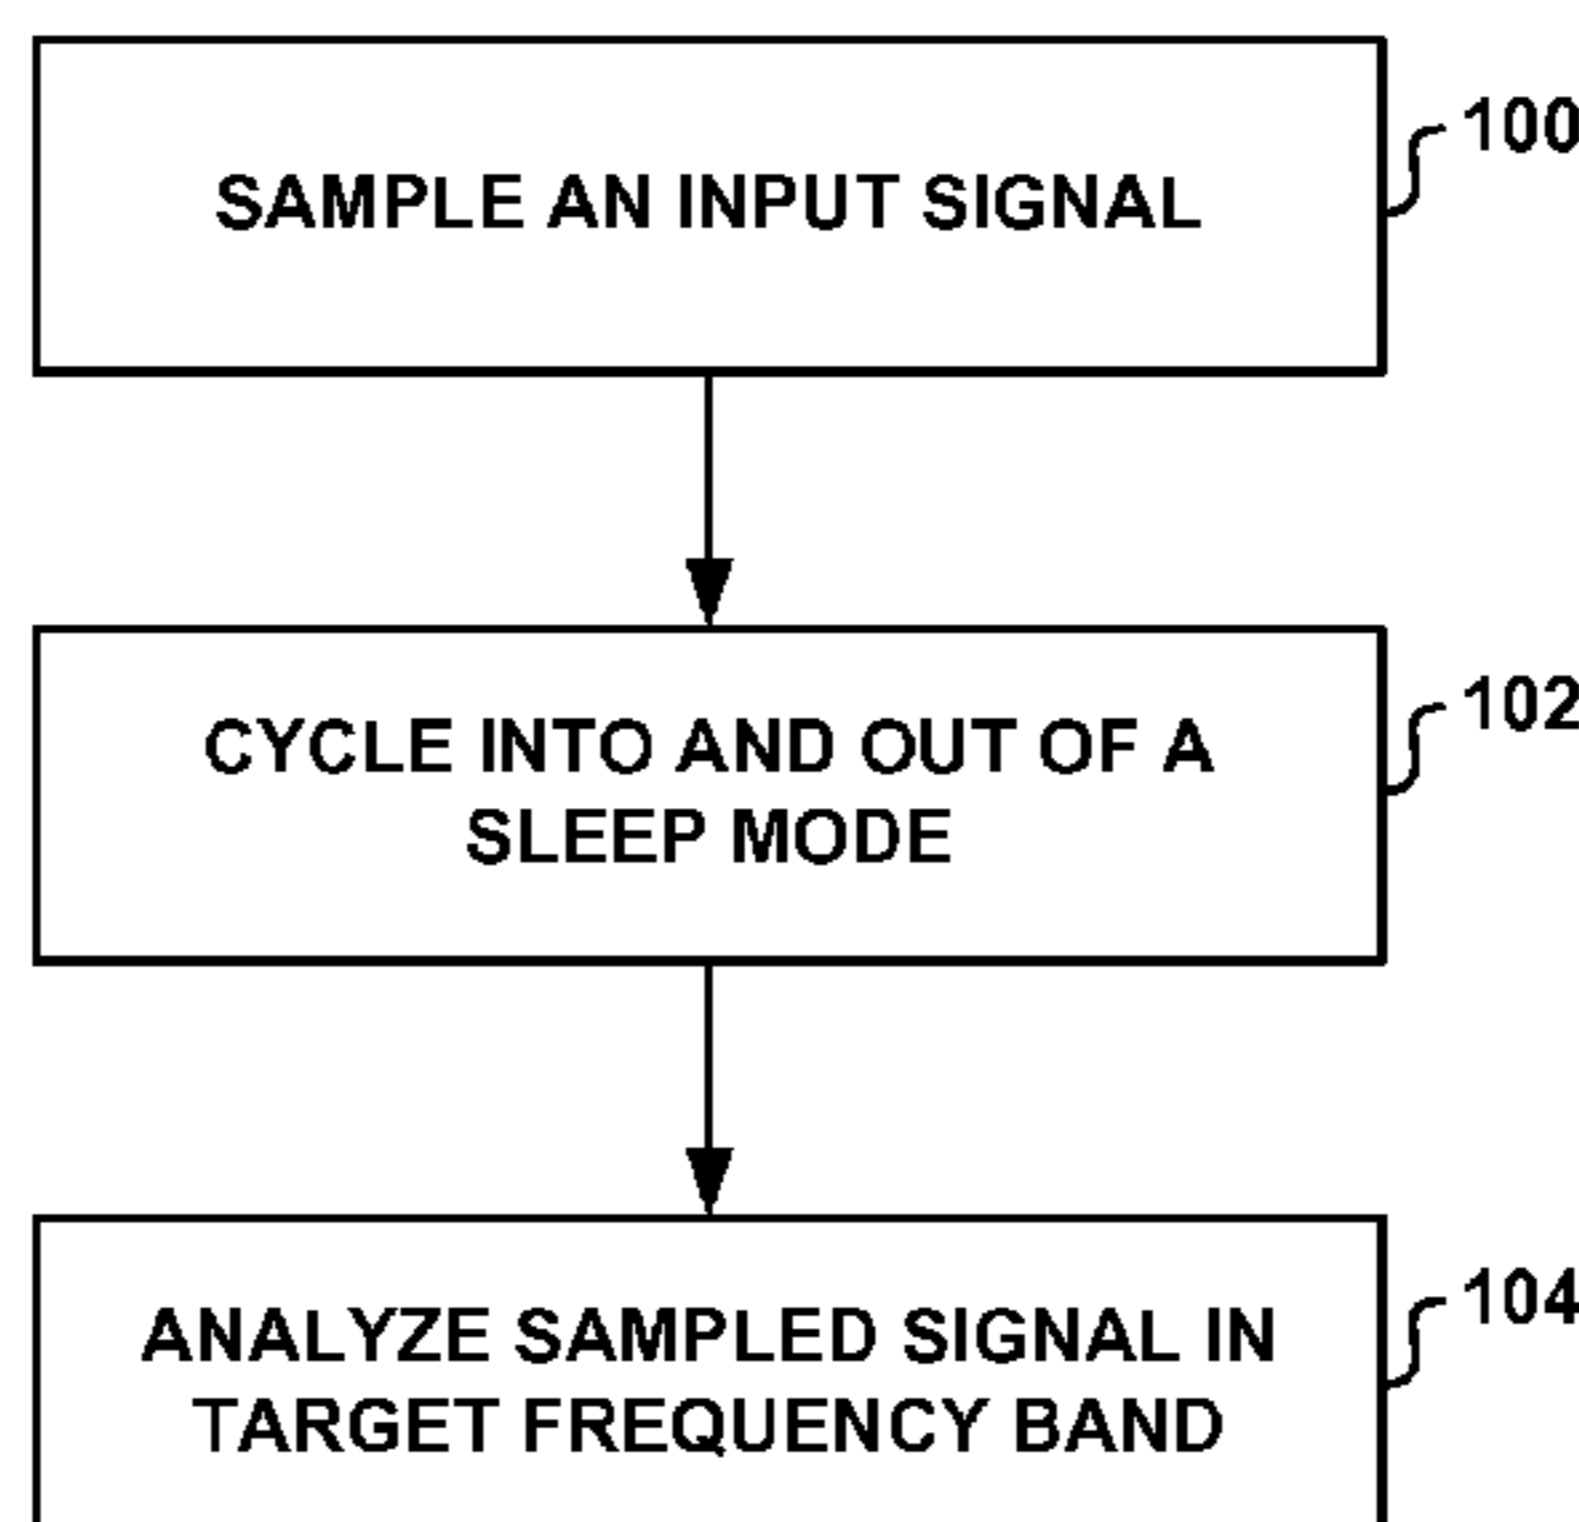 SAMPLE AN INPUT SIGNAL
100
CYCLE INTO AND OUT OF A
SLEEP MODE
102
ANALYZE SAMPLED SIGNAL IN
TARGET FREQUENCY BAND
104